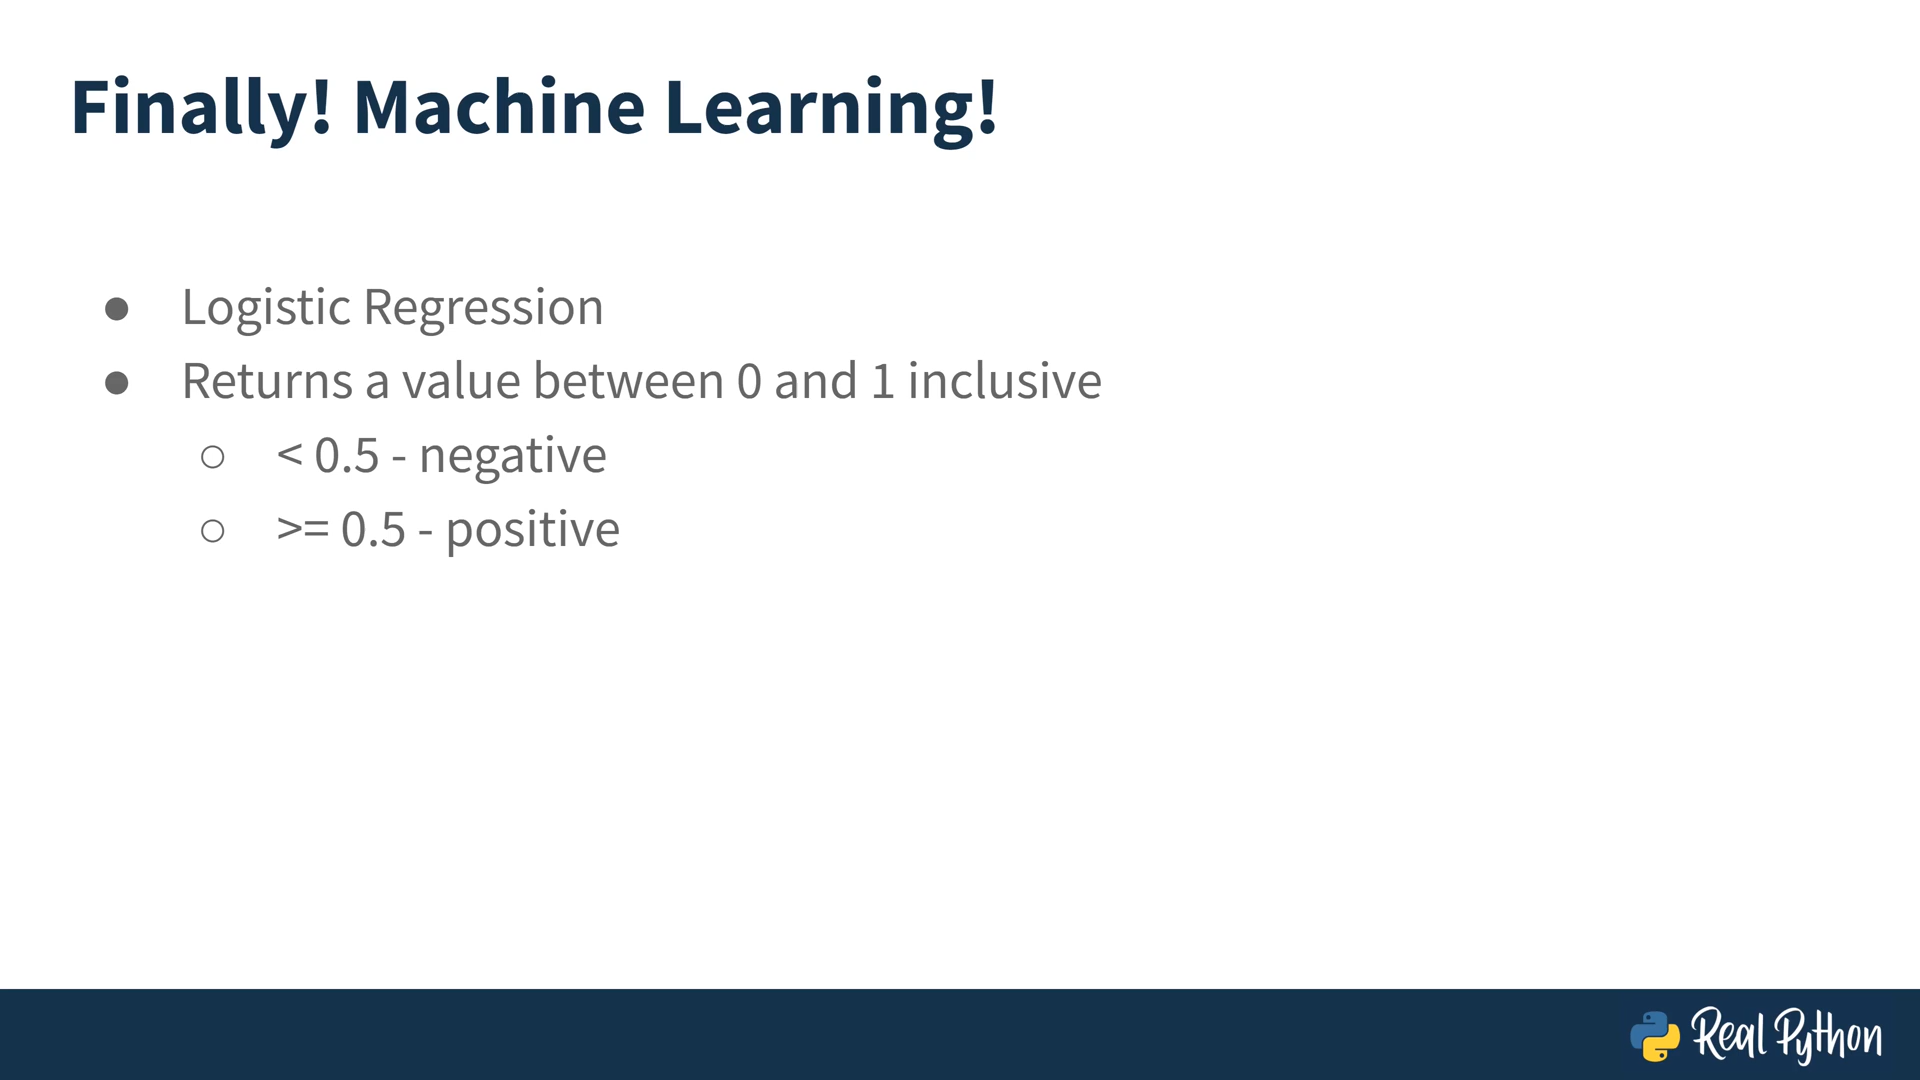 Finally! Machine Learning!
● Logistic Regression
● Returns a value between 0 and 1 inclusive
○ < 0.5 - negative
○ >= 0.5 - positive
Real Python